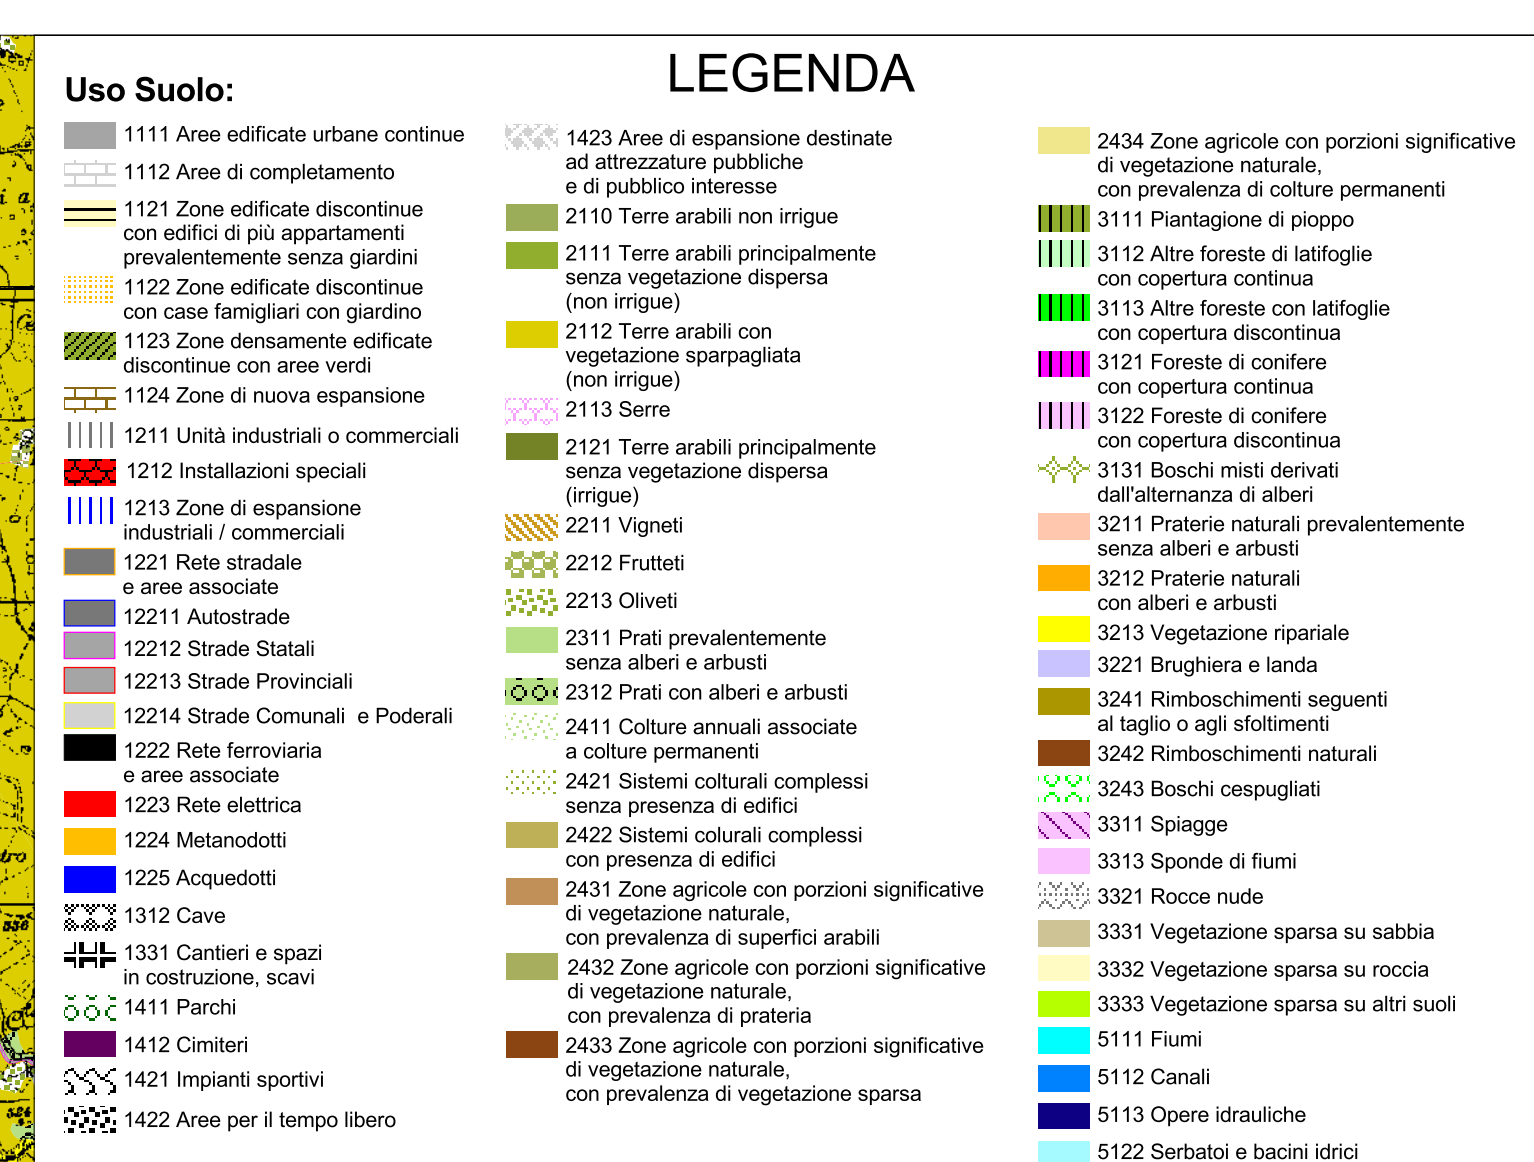 LEGENDA
Uso Suolo:
1111 Aree edificate urbane continue
1112 Aree di completamento
1121 Zone edificate discontinue
con edifici di più appartamenti
prevalentemente senza giardini
1122 Zone edificate discontinue
con case famigliari con giardino
1123 Zone densamente edificate
discontinue con aree verdi
1124 Zone di nuova espansione
1211 Unità industriali o commerciali
1212 Installazioni speciali
1213 Zone di espansione
industriali / commerciali
1221 Rete stradale
e aree associate
12211 Autostrade
12212 Strade Statali
12213 Strade Provinciali
12214 Strade Comunali e Poderali
1222 Rete ferroviaria
e aree associate
1223 Rete elettrica
1224 Metanodotti
1225 Acquedotti
1312 Cave
1331 Cantieri e spazi
in costruzione, scavi
1411 Parchi
1412 Cimiteri
1421 Impianti sportivi
1422 Aree per il tempo libero
1423 Aree di espansione destinate
ad attrezzature pubbliche
e di pubblico interesse
2110 Terre arabili non irrigue
2111 Terre arabili principalmente
senza vegetazione dispersa
(non irrigue)
2112 Terre arabili con
vegetazione sparpagliata
(non irrigue)
2113 Serre
2121 Terre arabili principalmente
senza vegetazione dispersa
(irrigue)
2211 Vigneti
2212 Frutteti
2213 Oliveti
2311 Prati prevalentemente
senza alberi e arbusti
2312 Prati con alberi e arbusti
2411 Colture annuali associate
a colture permanenti
2421 Sistemi colturali complessi
senza presenza di edifici
2422 Sistemi colurali complessi
con presenza di edifici
2431 Zone agricole con porzioni significative
di vegetazione naturale,
con prevalenza di superfici arabili
2432 Zone agricole con porzioni significative
di vegetazione naturale,
con prevalenza di prateria
2433 Zone agricole con porzioni significative
di vegetazione naturale,
con prevalenza di vegetazione sparsa
2434 Zone agricole con porzioni significative
di vegetazione naturale,
con prevalenza di colture permanenti
3111 Piantagione di pioppo
3112 Altre foreste di latifoglie
con copertura continua
3113 Altre foreste con latifoglie
con copertura discontinua
3121 Foreste di conifere
con copertura continua
3122 Foreste di conifere
con copertura discontinua
3131 Boschi misti derivati
dall'alternanza di alberi
3211 Praterie naturali prevalentemente
senza alberi e arbusti
3212 Praterie naturali
con alberi e arbusti
3213 Vegetazione ripariale
3221 Brughiera e landa
3241 Rimboschimenti seguenti
al taglio o agli sfoltimenti
3242 Rimboschimenti naturali
3243 Boschi cespugliati
3311 Spiagge
3313 Sponde di fiumi
3321 Rocce nude
3331 Vegetazione sparsa su sabbia
3332 Vegetazione sparsa su roccia
3333 Vegetazione sparsa su altri suoli
5111 Fiumi
5112 Canali
5113 Opere idrauliche
5122 Serbatoi e bacini idrici